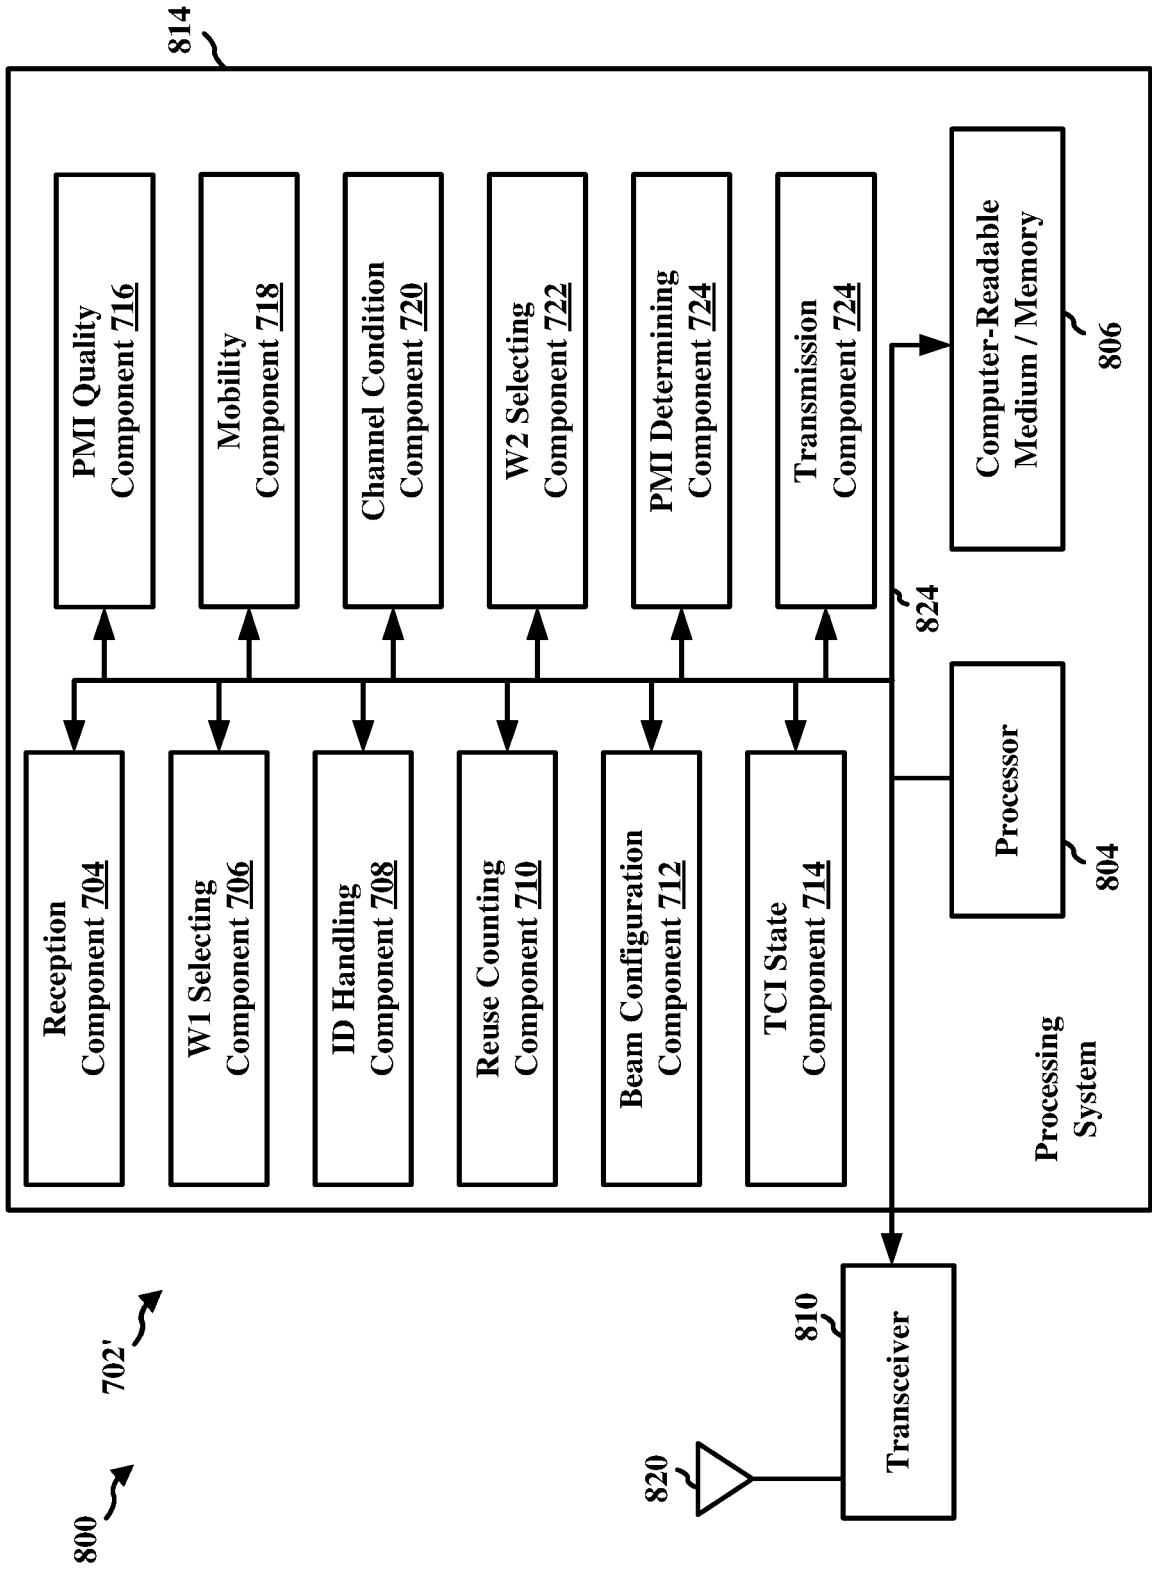 800
702'
814
Reception
Component 704
W1 Selecting
Component 706
ID Handling
Component 708
Reuse Counting
Component 710
Beam Configuration
Component 712
TCI State
Component 714
PMI Quality
Component 716
Mobility
Component 718
Channel Condition
Component 720
W2 Selecting
Component 722
PMI Determining
Component 724
Transmission
Component 724
824
820
810
Transceiver
Processing
System
Processor
804
Computer-Readable
Medium / Memory
806